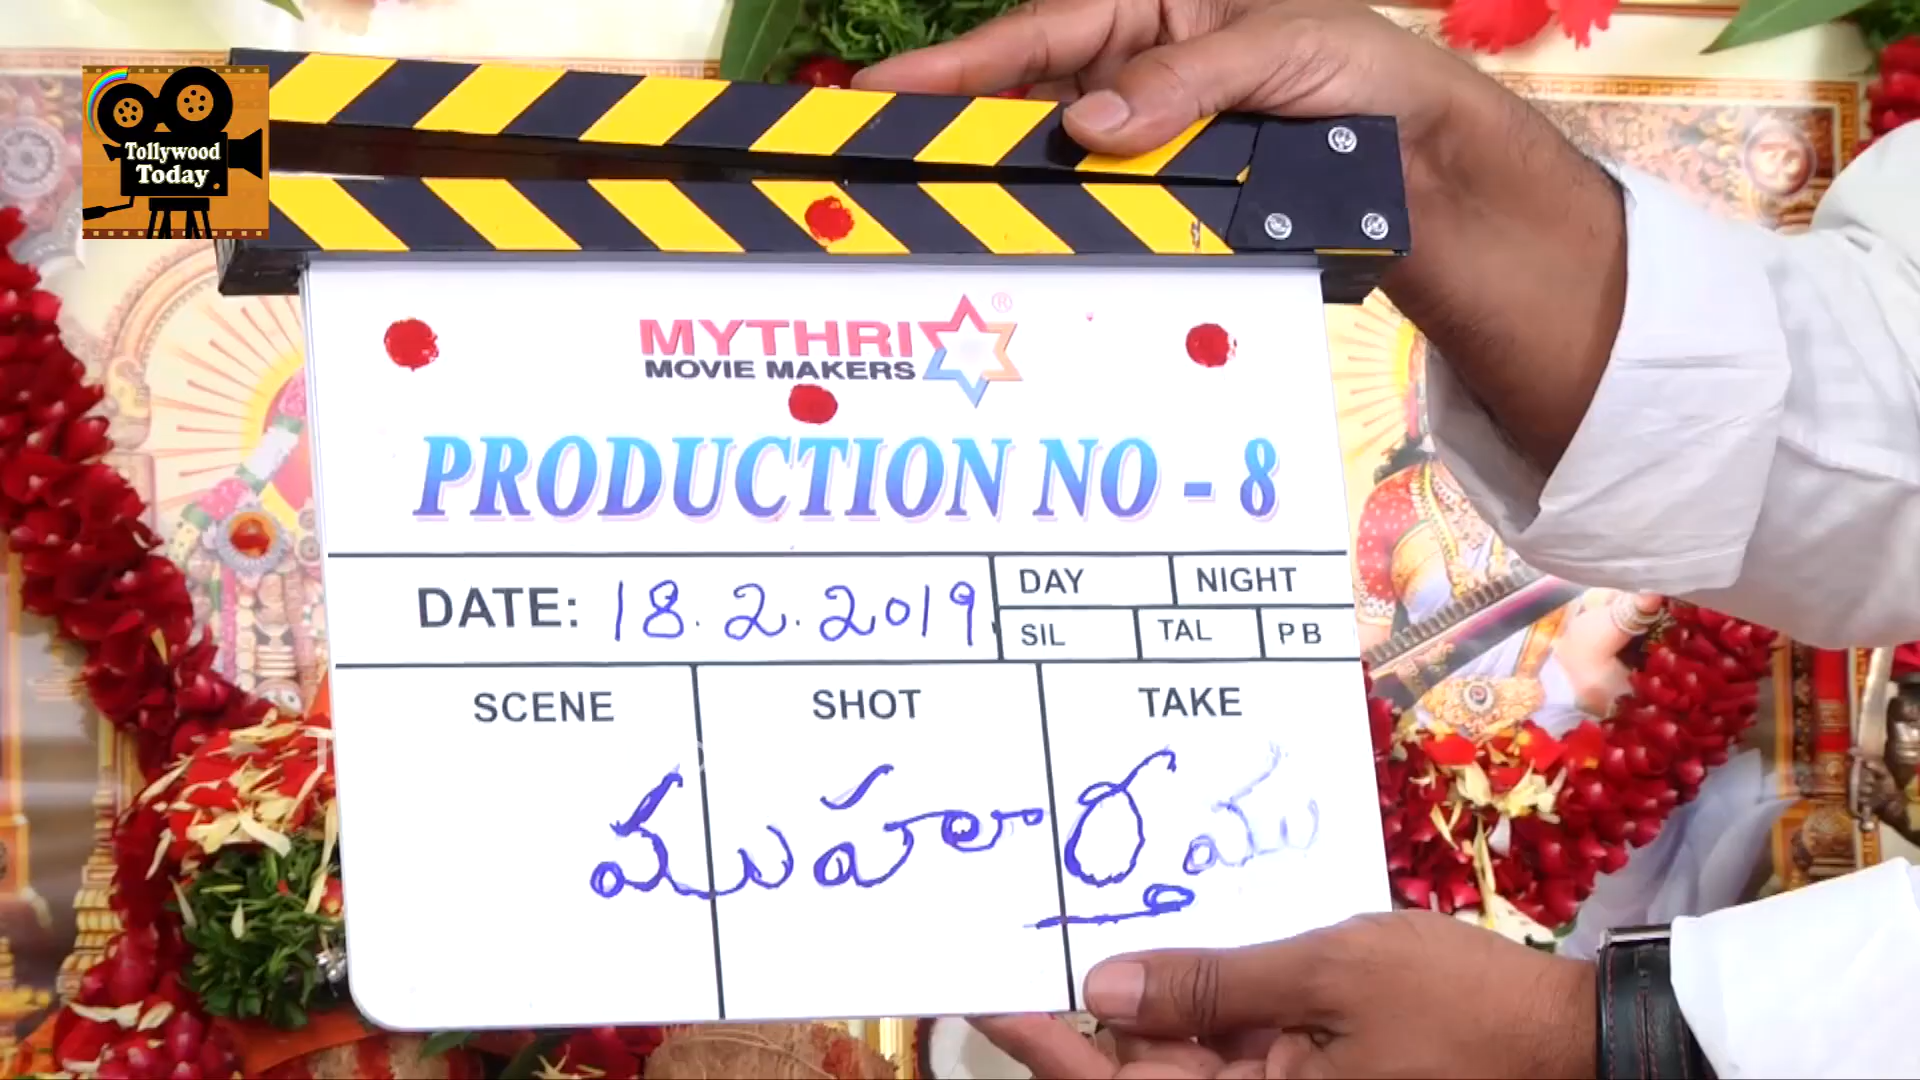 Tollywood
Today
MYTHRI
MOVIE MAKERS
®
PRODUCTION NO - 8
DATE: 18.2.2019.
DAY NIGHT
SIL TAL PB
SCENE SHOT TAKE
ముహూర్తము